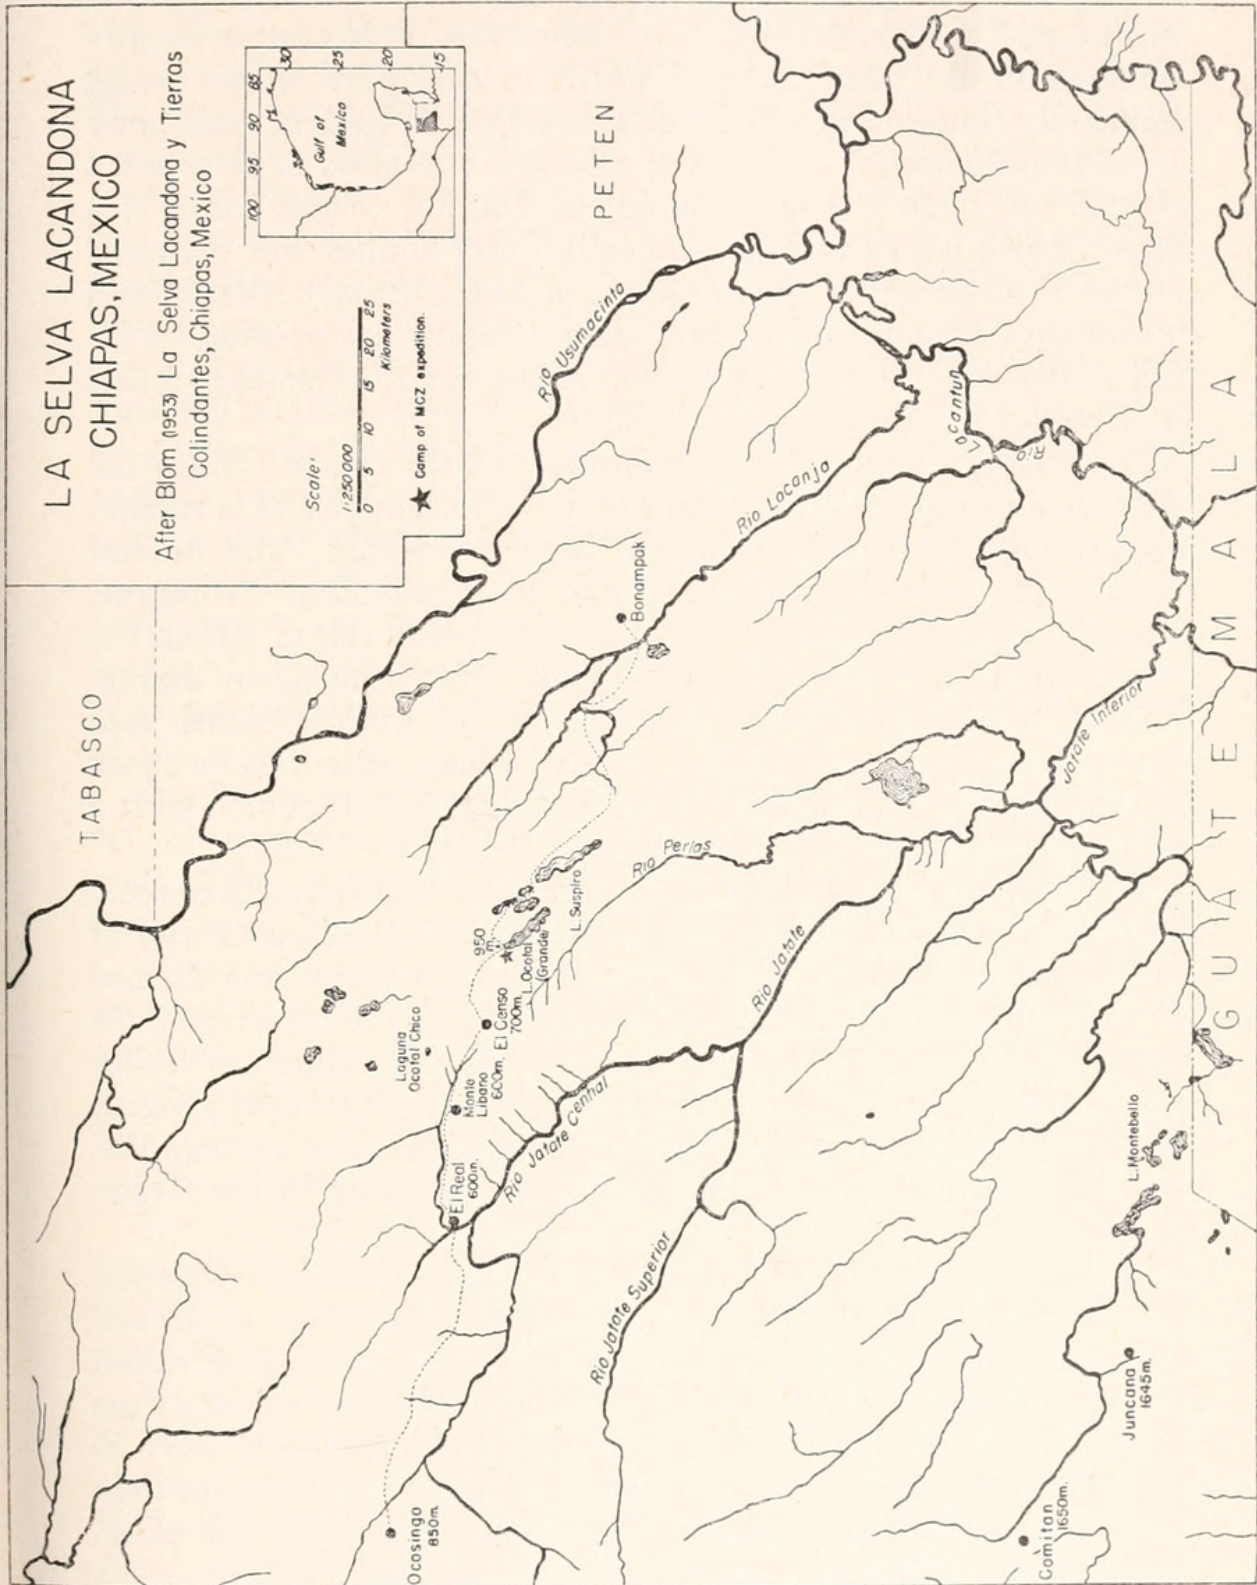 LA SELVA LACANDONA
CHIAPAS, MEXICO
After Blom (1953) La Selva Lacandona y Tierras
Colindantes, Chiapas, Mexico
100 95 90 85
30
25
20
15
Gulf of
Mexico
Scale:
1:250000
0 5 10 15 20 25
Kilometers
★ Camp of MCZ expedition.
TABASCO
PETEN
GUATEMALA
Rio Usumacinta
Rio Lacanja
Rio
Lacantun
Bonampak
Jatate Inferior
Rio Perlas
L. Suspiro
950
m.
L. Ocotal
(Grande)
El Censo
700m.
Laguna
Ocotal Chico
Monte
Libano
600m.
El Real
600m.
Rio Jatate Central
Rio Jatate
Rio Jatate Superior
Ocosingo
850m.
L. Montebello
Juncana
1645m.
Comitan
1650m.